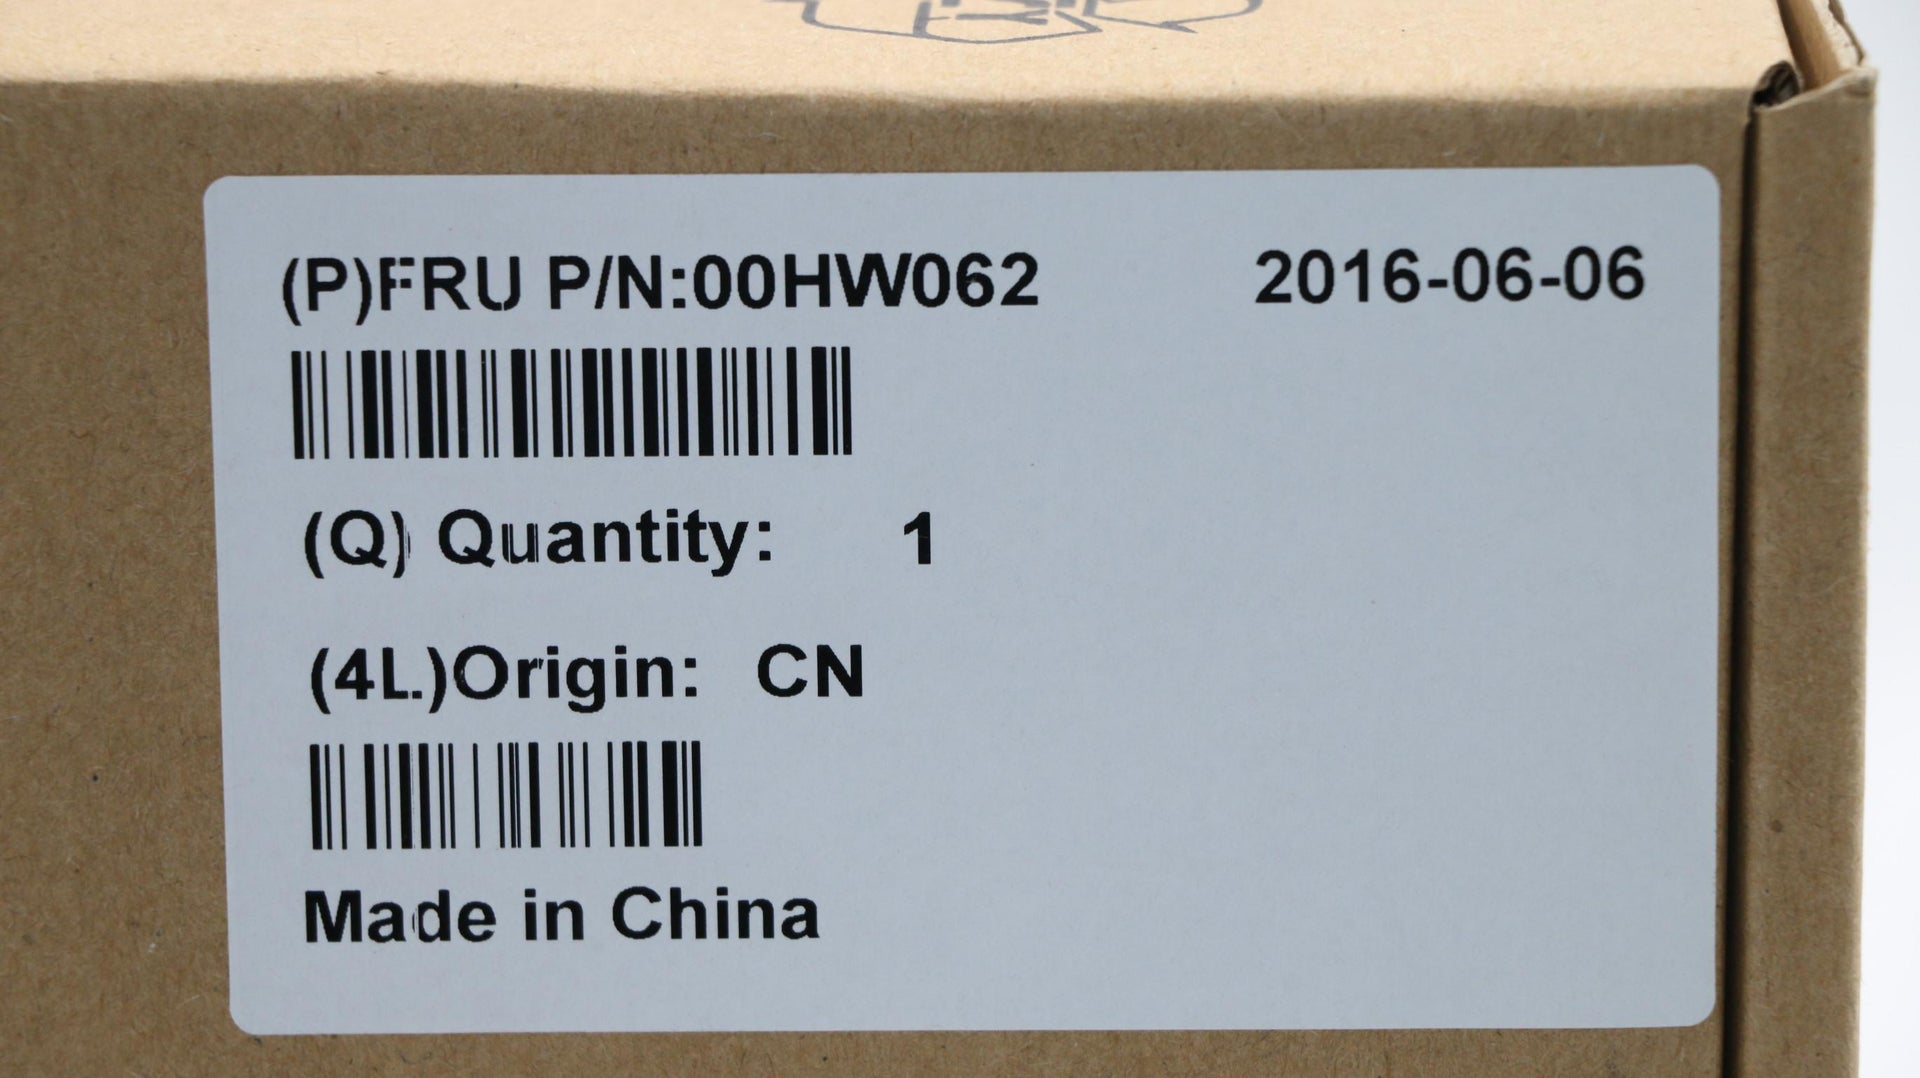 (P)FRU P/N:00HW062 2016-06-06
(Q) Quantity: 1
(4L)Origin: CN
Made in China